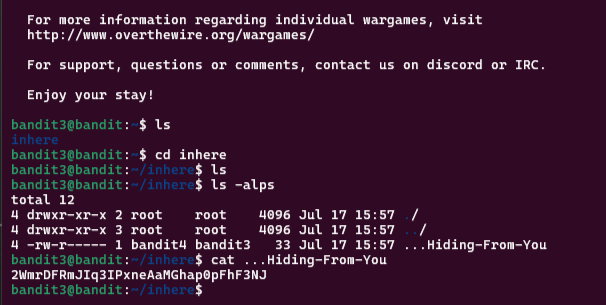 For more information regarding individual wargames, visit
http://www.overthewire.org/wargames/
For support, questions or comments, contact us on discord or IRC.
Enjoy your stay!
bandit3@bandit:~$ ls
inhere
bandit3@bandit:~$ cd inhere
bandit3@bandit:~/inhere$ ls
bandit3@bandit:~/inhere$ ls -alps
total 12
4 drwxr-xr-x 2 root    root    4096 Jul 17 15:57 ./
4 drwxr-xr-x 3 root    root    4096 Jul 17 15:57 ../
4 -rw-r----- 1 bandit4 bandit3   33 Jul 17 15:57 ...Hiding-From-You
bandit3@bandit:~/inhere$ cat ...Hiding-From-You
2WmrDFRmJIq3IPxneAaMGhap0pFhF3NJ
bandit3@bandit:~/inhere$